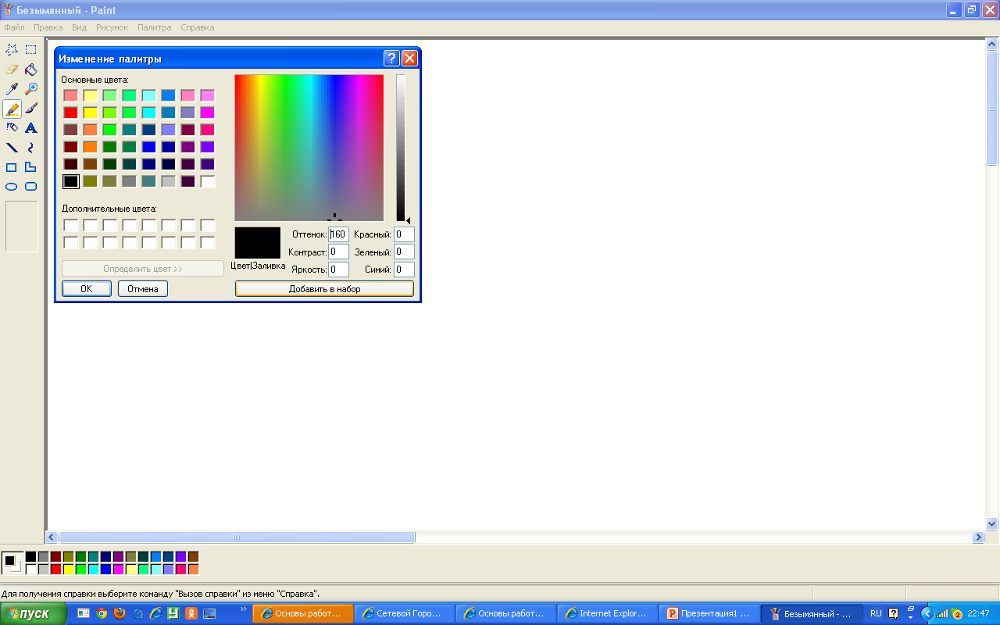 Безымянный - Paint
Файл Правка Вид Рисунок Палитра Справка
Изменение палитры
Основные цвета:
Дополнительные цвета:
Определить цвет >>
ОК Отмена
Цвет|Заливка
Оттенок: 160 Красный: 0
Контраст: 0 Зеленый: 0
Яркость: 0 Синий: 0
Добавить в набор
Для получения справки выберите команду "Вызов справки" из меню "Справка".
пуск
Основы работ...
Сетевой Горо...
Основы работ...
Internet Explor...
Презентация1 ...
Безымянный - ...
RU
2
22:47